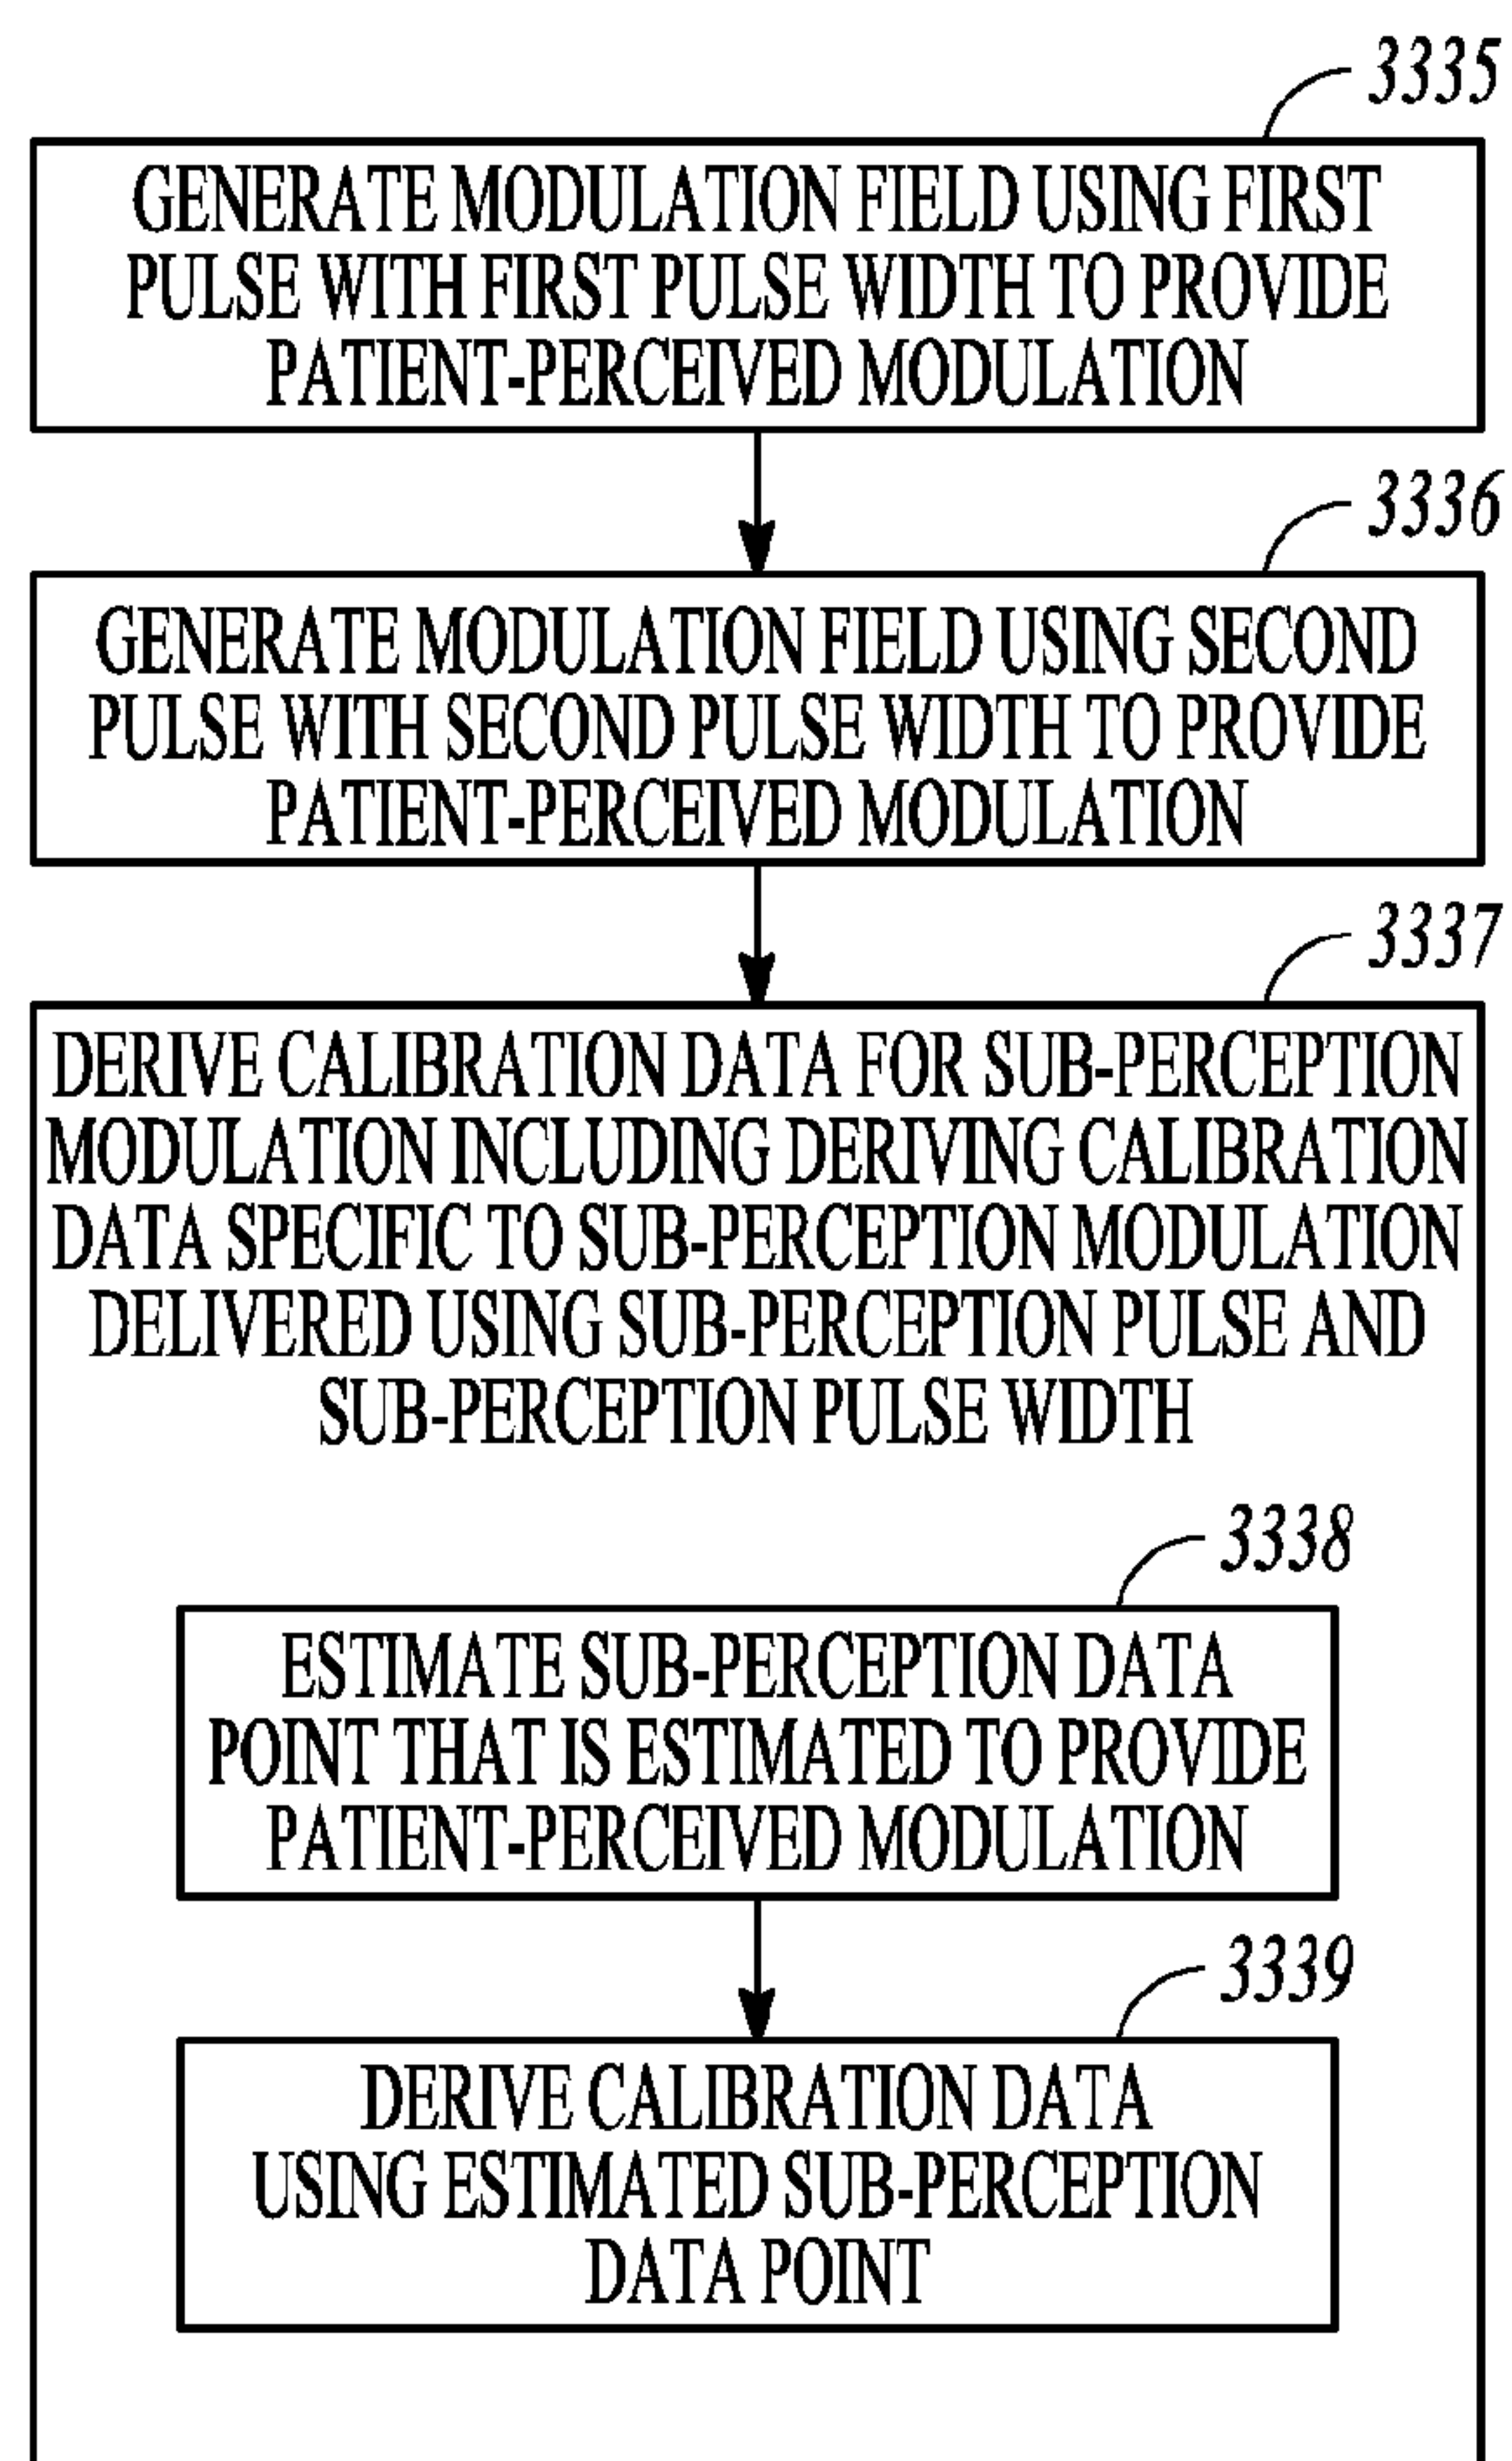 3335
GENERATE MODULATION FIELD USING FIRST
PULSE WITH FIRST PULSE WIDTH TO PROVIDE
PATIENT-PERCEIVED MODULATION
3336
GENERATE MODULATION FIELD USING SECOND
PULSE WITH SECOND PULSE WIDTH TO PROVIDE
PATIENT-PERCEIVED MODULATION
3337
DERIVE CALIBRATION DATA FOR SUB-PERCEPTION
MODULATION INCLUDING DERIVING CALIBRATION
DATA SPECIFIC TO SUB-PERCEPTION MODULATION
DELIVERED USING SUB-PERCEPTION PULSE AND
SUB-PERCEPTION PULSE WIDTH
3338
ESTIMATE SUB-PERCEPTION DATA
POINT THAT IS ESTIMATED TO PROVIDE
PATIENT-PERCEIVED MODULATION
3339
DERIVE CALIBRATION DATA
USING ESTIMATED SUB-PERCEPTION
DATA POINT